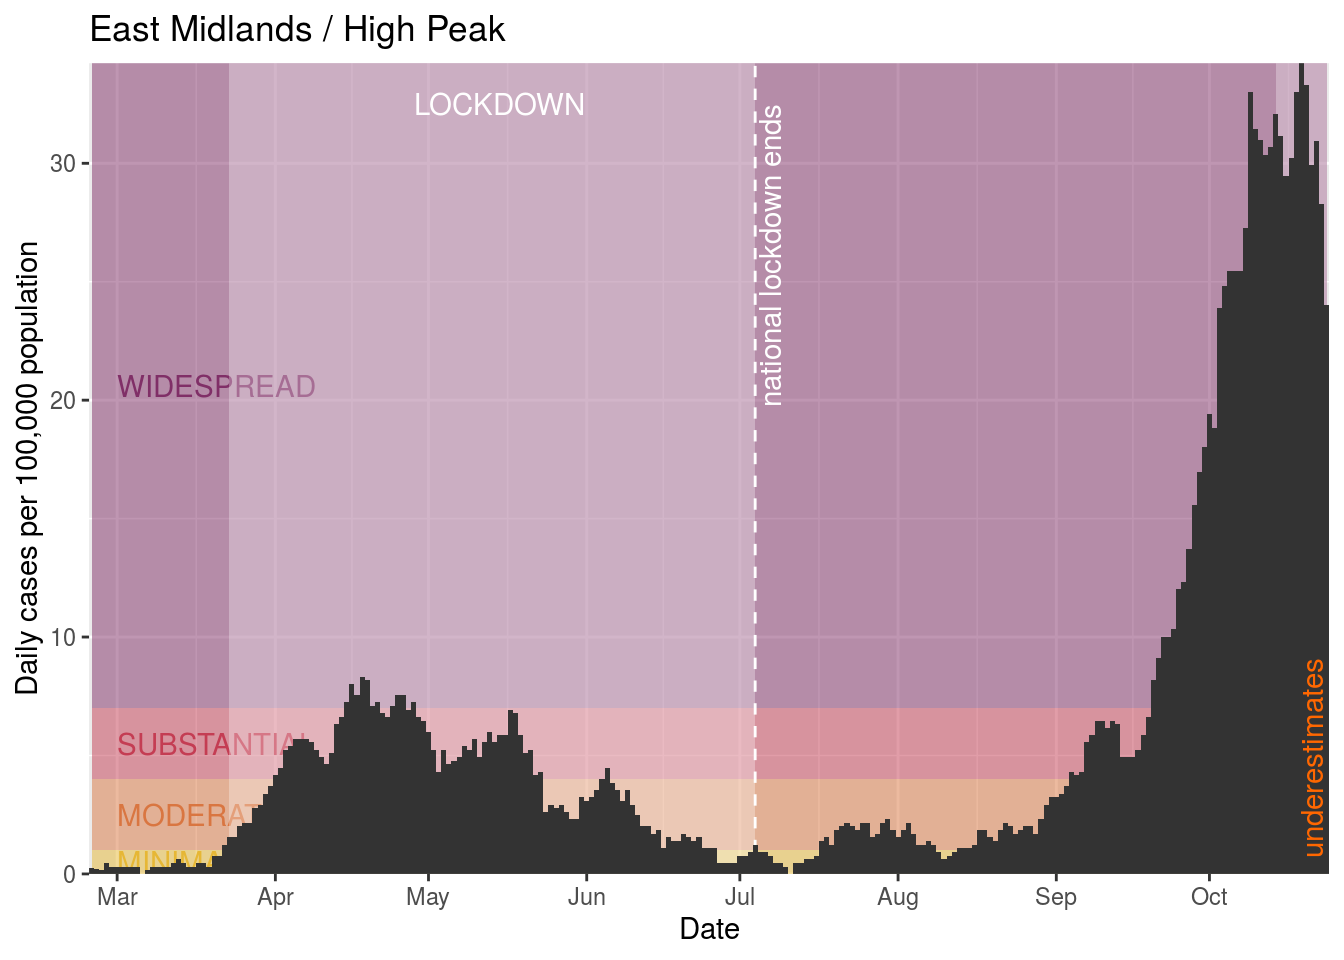 East Midlands / High Peak
LOCKDOWN
national lockdown ends
WIDESPREAD
SUBSTANTIAL
underestimates
Daily cases per 100,000 population
30
20
10
0
Mar Apr May Jun Jul Aug Sep Oct
Date